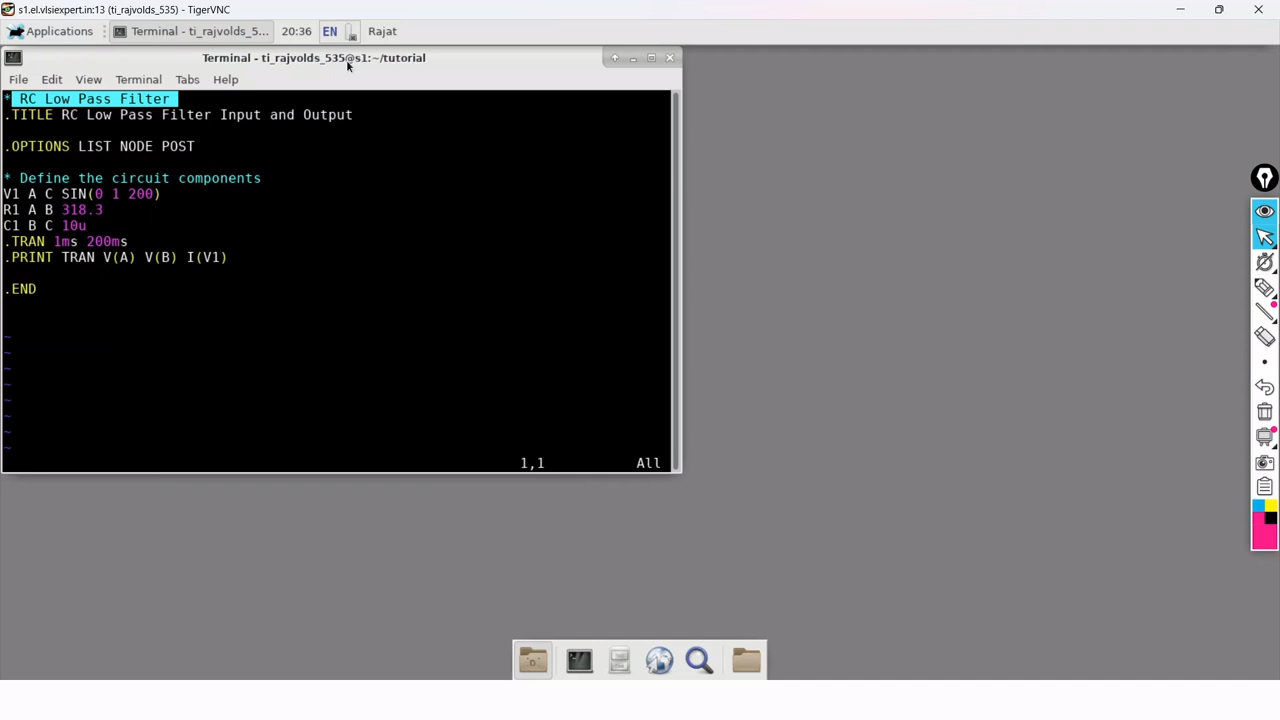 s1.el.vlsiexpert.in:13 (ti_rajvolds_535) - TigerVNC
Applications
Terminal - ti_rajvolds_5...
20:36
EN
Rajat
Terminal - ti_rajvolds_535@s1:~/tutorial
File Edit View Terminal Tabs Help
* RC Low Pass Filter
.TITLE RC Low Pass Filter Input and Output
.OPTIONS LIST NODE POST
* Define the circuit components
V1 A C SIN(0 1 200)
R1 A B 318.3
C1 B C 10u
.TRAN 1ms 200ms
.PRINT TRAN V(A) V(B) I(V1)
.END
~
~
~
~
~
~
~
~
1,1 All